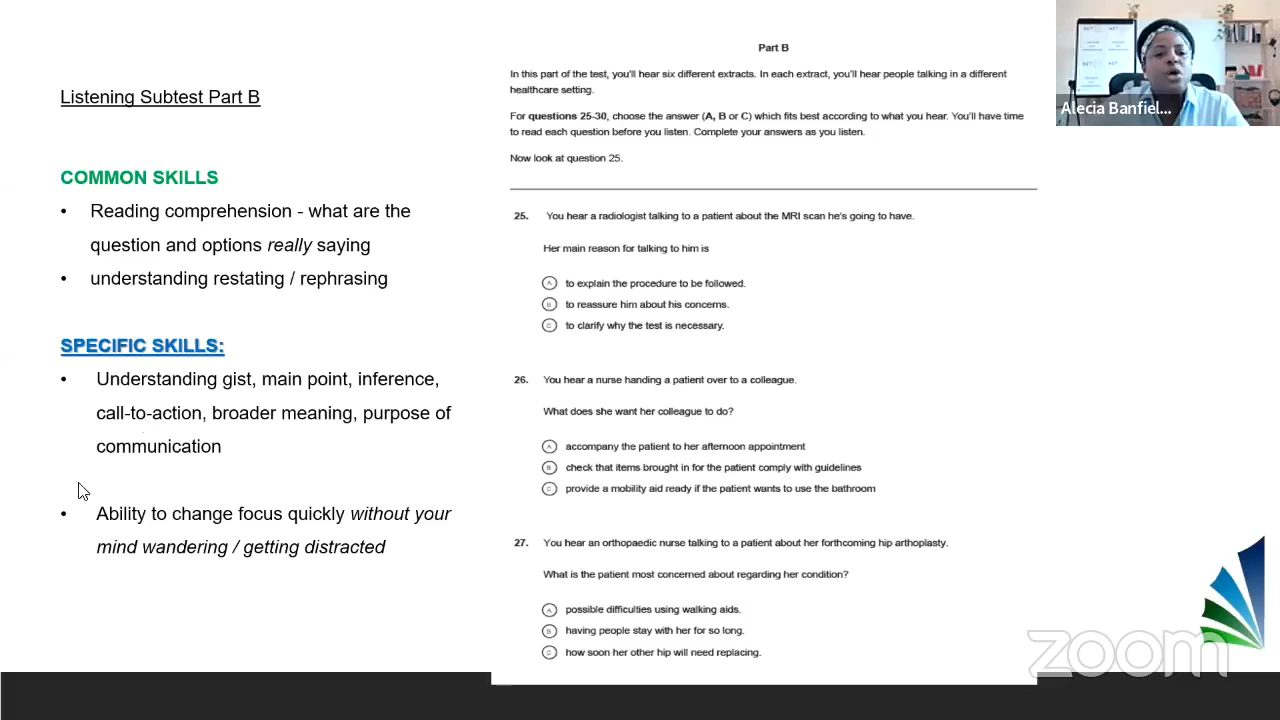 Listening Subtest Part B
COMMON SKILLS
• Reading comprehension - what are the
question and options really saying
• understanding restating / rephrasing
SPECIFIC SKILLS:
• Understanding gist, main point, inference,
call-to-action, broader meaning, purpose of
communication
• Ability to change focus quickly without your
mind wandering / getting distracted
Part B
In this part of the test, you'll hear six different extracts. In each extract, you'll hear people talking in a different
healthcare setting.
For questions 25-30, choose the answer (A, B or C) which fits best according to what you hear. You'll have time
to read each question before you listen. Complete your answers as you listen.
Now look at question 25.
25. You hear a radiologist talking to a patient about the MRI scan he's going to have.
Her main reason for talking to him is
A to explain the procedure to be followed.
B to reassure him about his concerns.
C to clarify why the test is necessary.
26. You hear a nurse handing a patient over to a colleague.
What does she want her colleague to do?
A accompany the patient to her afternoon appointment
B check that items brought in for the patient comply with guidelines
C provide a mobility aid ready if the patient wants to use the bathroom
27. You hear an orthopaedic nurse talking to a patient about her forthcoming hip arthoplasty.
What is the patient most concerned about regarding her condition?
A possible difficulties using walking aids.
B having people stay with her for so long.
C how soon her other hip will need replacing.
Alecia Banfiel...
zoom